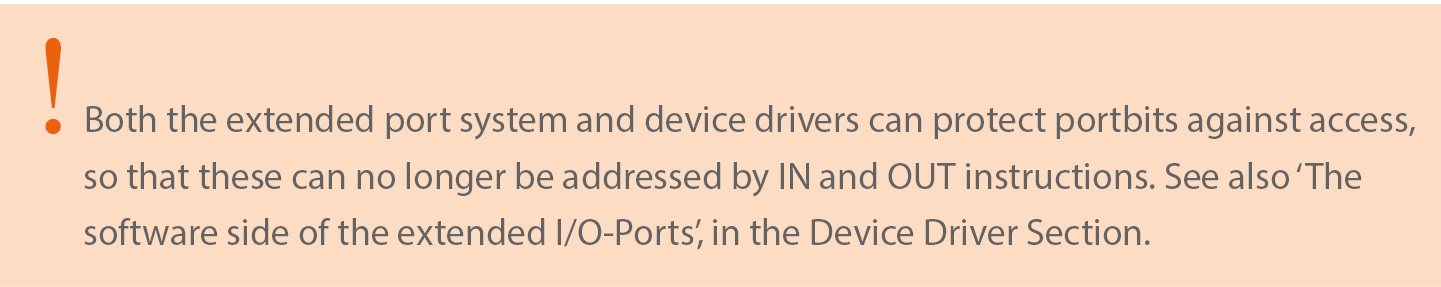 ! Both the extended port system and device drivers can protect portbits against access,
so that these can no longer be addressed by IN and OUT instructions. See also ‘The
software side of the extended I/O-Ports’, in the Device Driver Section.